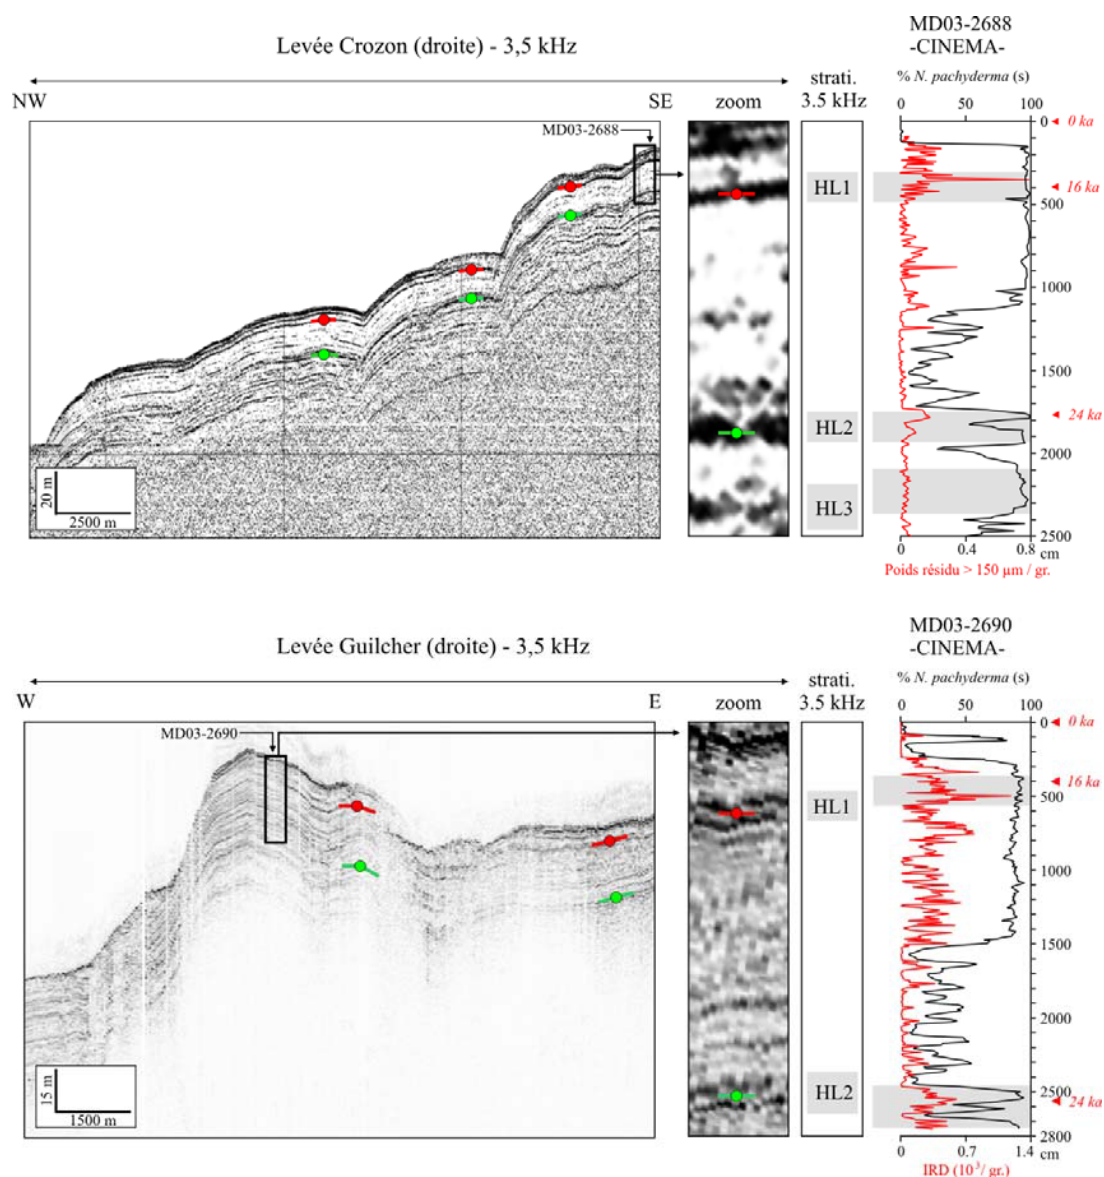 MD03-2688
-CINEMA-
Levée Crozon (droite) - 3,5 kHz
% N. pachyderma (s)
strati.
3.5 kHz
NW
SE
zoom
0 50 100
MD03-2688
0
0 ka
HL1
16 ka
500
1000
1500
24 ka
HL2
2000
HL3
20 m
2500 m
2500
cm
0 0.4 0.8
Poids résidu > 150 µm / gr.
MD03-2690
-CINEMA-
Levée Guilcher (droite) - 3,5 kHz
% N. pachyderma (s)
strati.
3.5 kHz
W
E
zoom
0 50 100
MD03-2690
0
0 ka
16 ka
HL1
500
1000
1500
2000
HL2
2500
24 ka
15 m
1500 m
2800
cm
0 0.7 1.4
IRD (10³/ gr.)